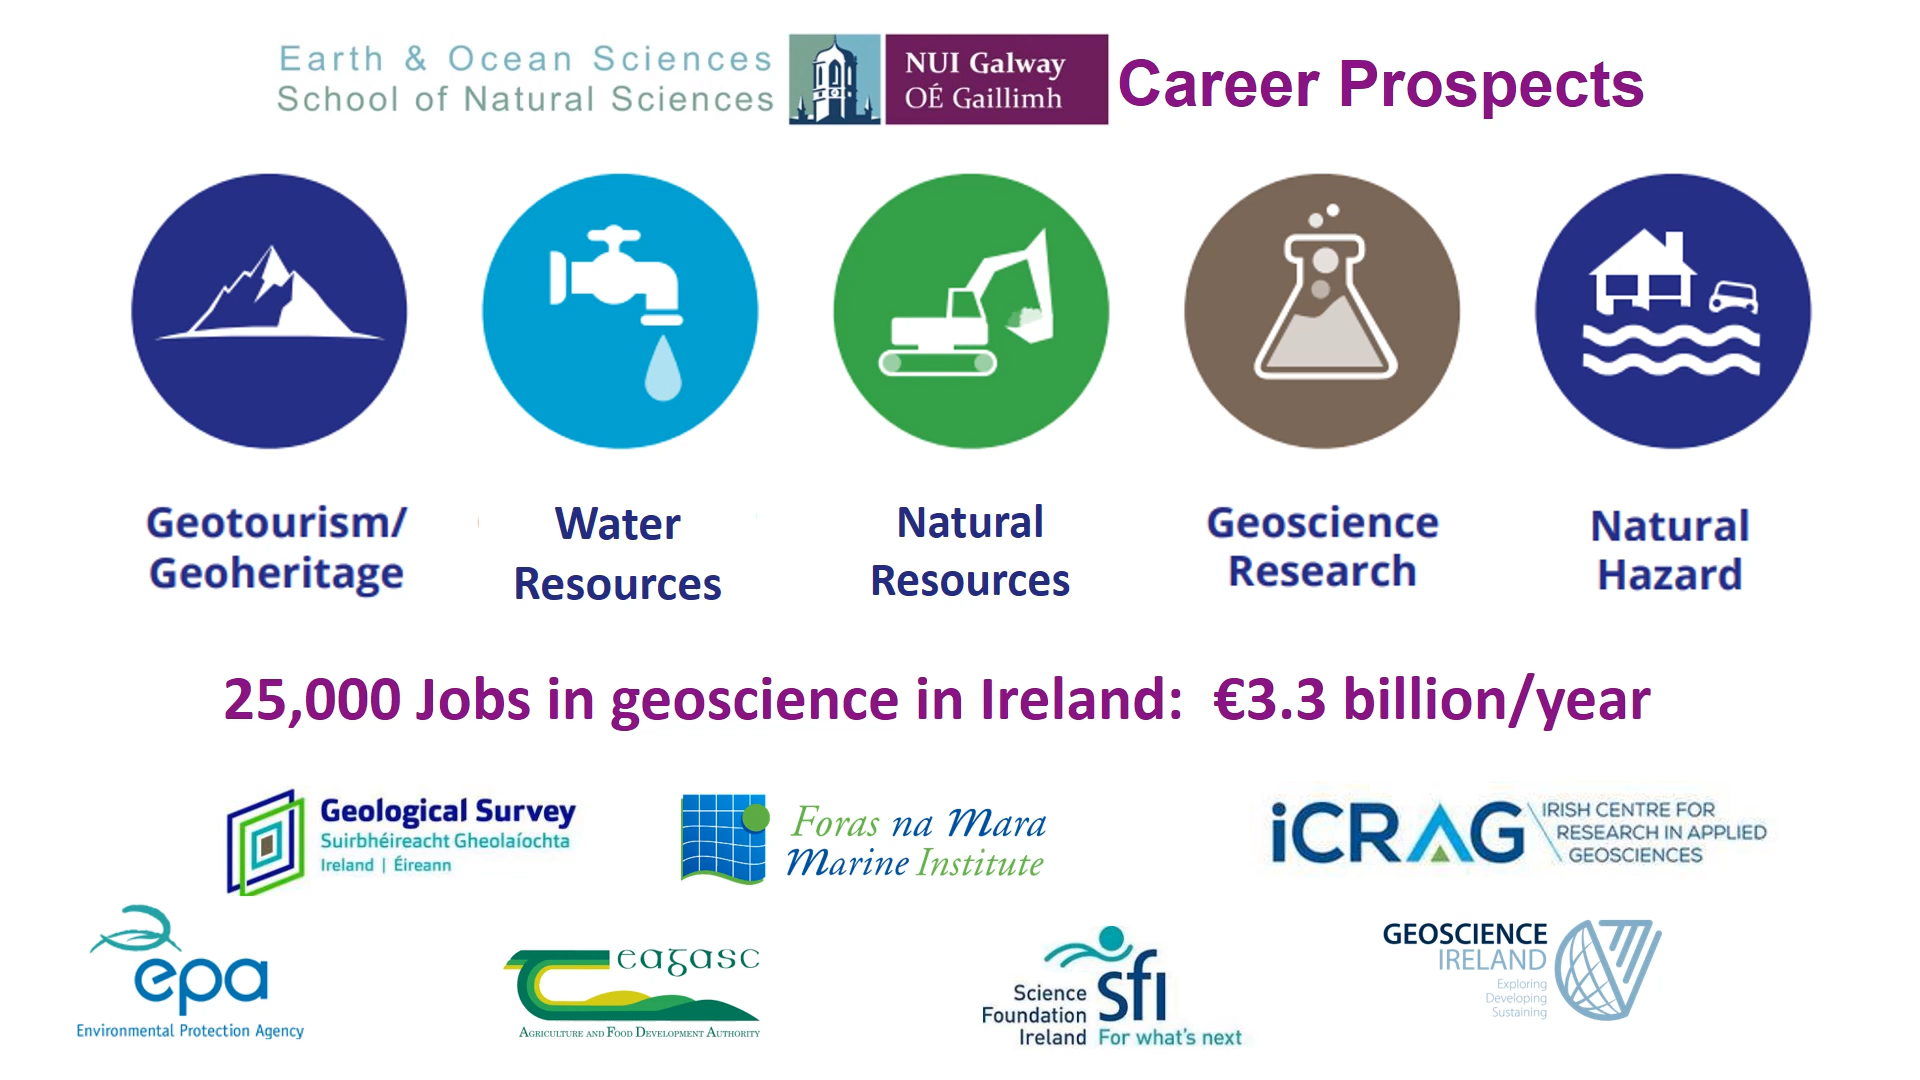 Earth & Ocean Sciences
School of Natural Sciences
NUI Galway
OÉ Gaillimh
Career Prospects
Geotourism/
Geoheritage
Water
Resources
Natural
Resources
Geoscience
Research
Natural
Hazard
25,000 Jobs in geoscience in Ireland: €3.3 billion/year
Geological Survey
Suirbhéireacht Gheolaíochta
Ireland | Éireann
Foras na Mara
Marine Institute
iCRAG
IRISH CENTRE FOR
RESEARCH IN APPLIED
GEOSCIENCES
epa
Environmental Protection Agency
Teagasc
AGRICULTURE AND FOOD DEVELOPMENT AUTHORITY
Science
Foundation
Ireland
sfi
For what's next
GEOSCIENCE
IRELAND
Exploring
Developing
Sustaining